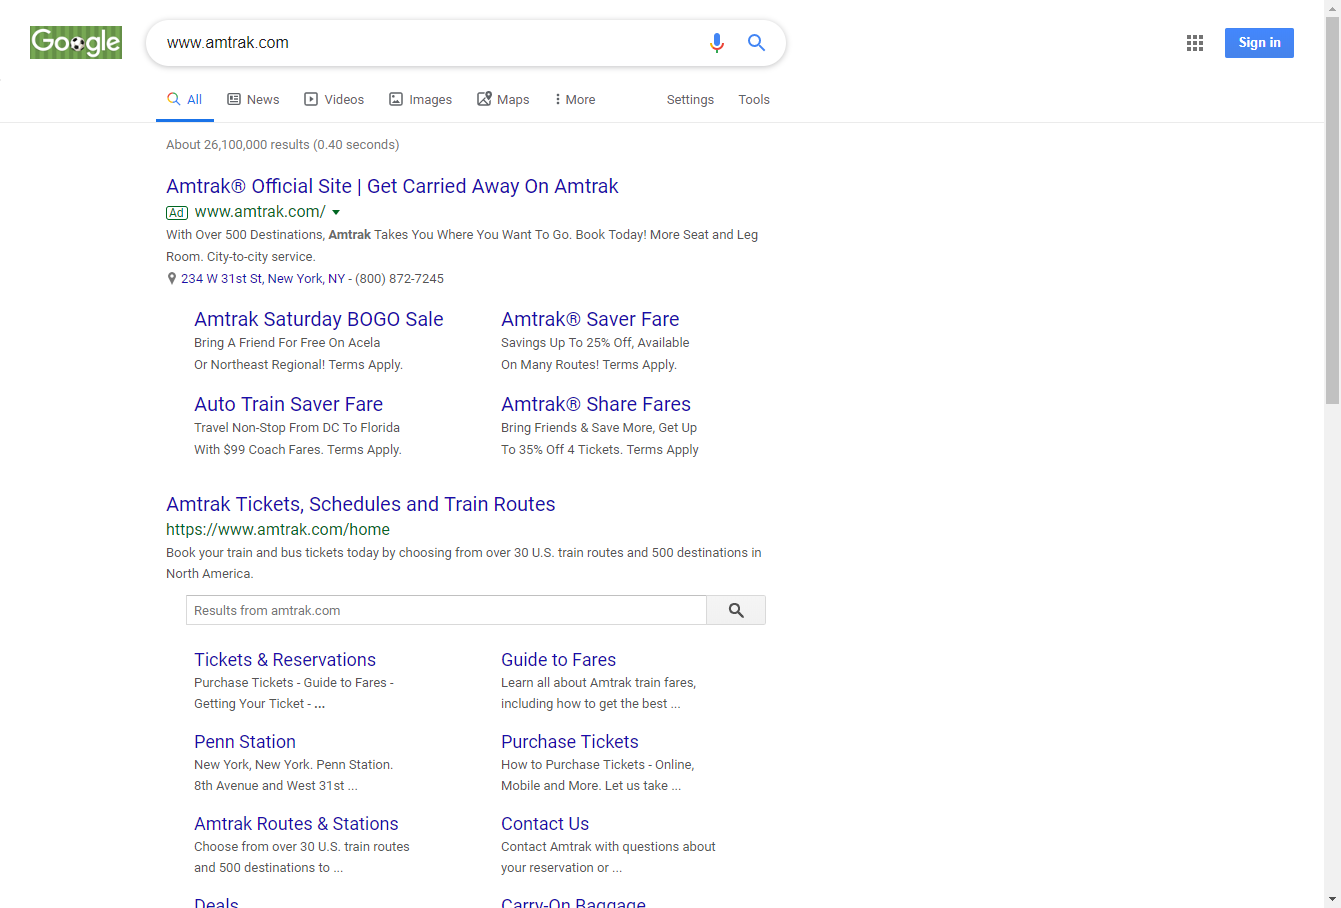 Google
www.amtrak.com
Sign in
All
News
Videos
Images
Maps
More
Settings
Tools
About 26,100,000 results (0.40 seconds)
Amtrak® Official Site | Get Carried Away On Amtrak
Ad www.amtrak.com/
With Over 500 Destinations, Amtrak Takes You Where You Want To Go. Book Today! More Seat and Leg
Room. City-to-city service.
234 W 31st St, New York, NY - (800) 872-7245
Amtrak Saturday BOGO Sale
Bring A Friend For Free On Acela
Or Northeast Regional! Terms Apply.
Amtrak® Saver Fare
Savings Up To 25% Off, Available
On Many Routes! Terms Apply.
Auto Train Saver Fare
Travel Non-Stop From DC To Florida
With $99 Coach Fares. Terms Apply.
Amtrak® Share Fares
Bring Friends & Save More, Get Up
To 35% Off 4 Tickets. Terms Apply
Amtrak Tickets, Schedules and Train Routes
https://www.amtrak.com/home
Book your train and bus tickets today by choosing from over 30 U.S. train routes and 500 destinations in
North America.
Results from amtrak.com
Tickets & Reservations
Purchase Tickets - Guide to Fares -
Getting Your Ticket - ...
Guide to Fares
Learn all about Amtrak train fares,
including how to get the best ...
Penn Station
New York, New York. Penn Station.
8th Avenue and West 31st ...
Purchase Tickets
How to Purchase Tickets - Online,
Mobile and More. Let us take ...
Amtrak Routes & Stations
Choose from over 30 U.S. train routes
and 500 destinations to ...
Contact Us
Contact Amtrak with questions about
your reservation or ...
Deals
Carry-On Baggage